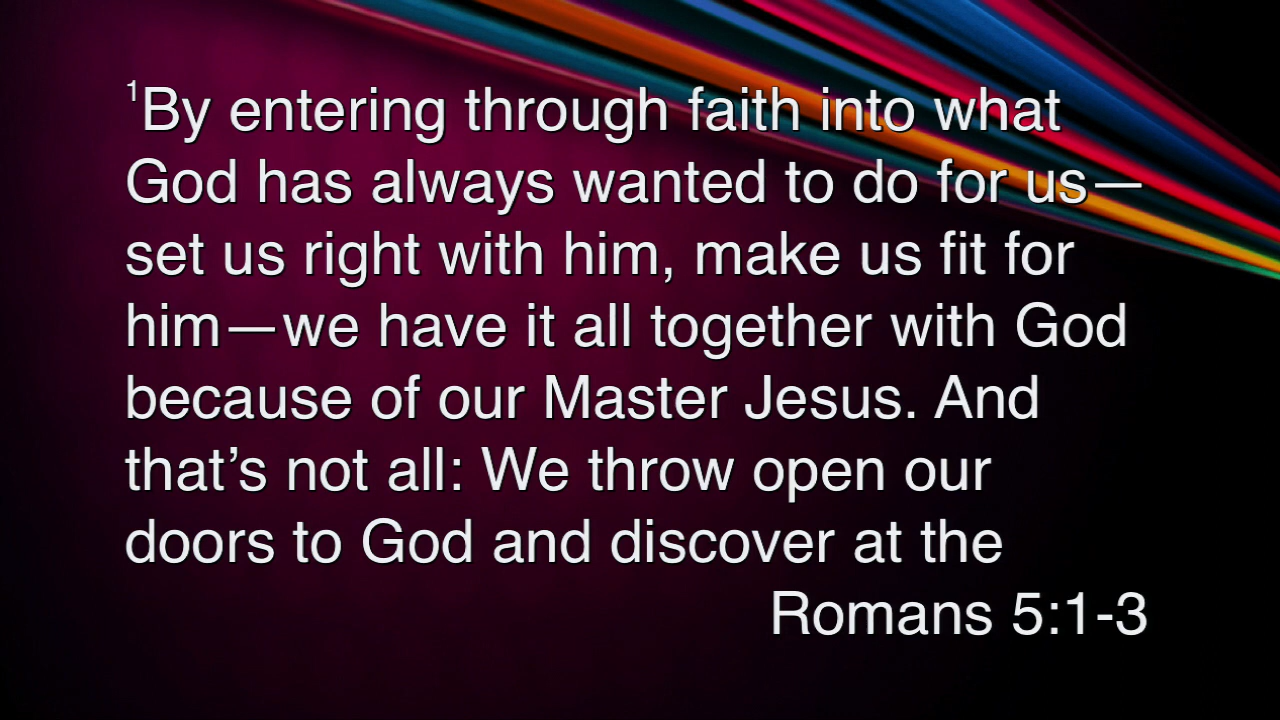 ¹By entering through faith into what
God has always wanted to do for us—
set us right with him, make us fit for
him—we have it all together with God
because of our Master Jesus. And
that’s not all: We throw open our
doors to God and discover at the
Romans 5:1-3